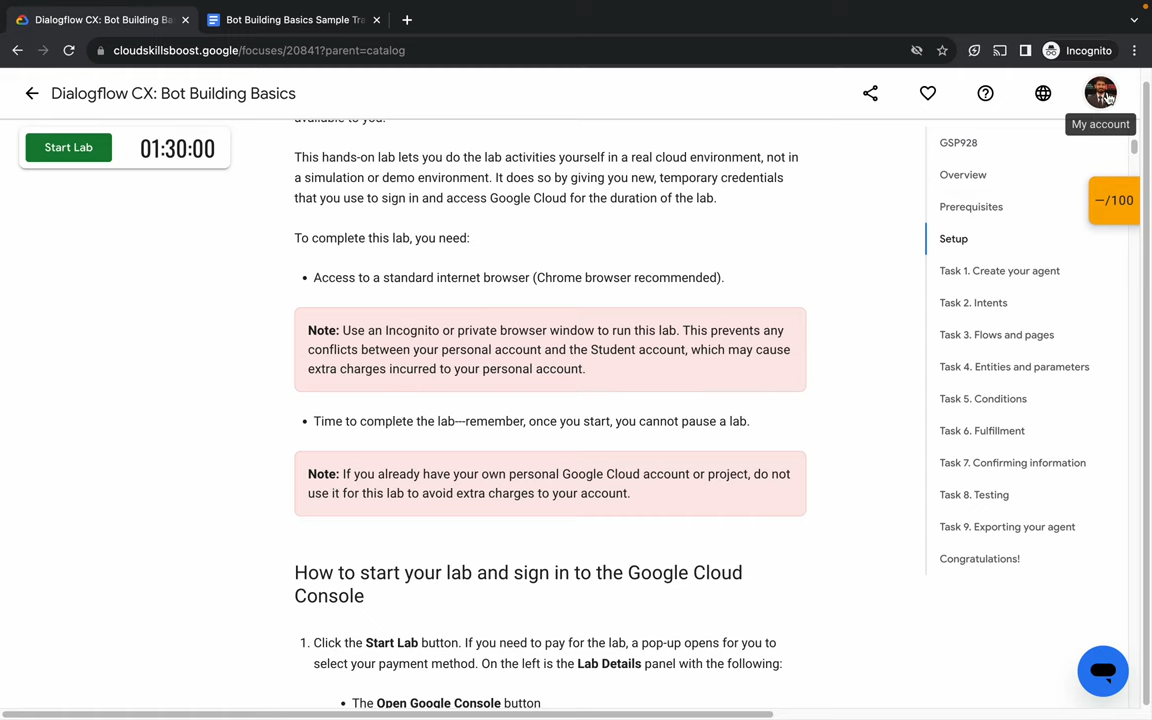 Dialogflow CX: Bot Building Ba
Bot Building Basics Sample Tra
cloudskillsboost.google/focuses/20841?parent=catalog
Incognito
Dialogflow CX: Bot Building Basics
My account
Start Lab
01:30:00
available to you.
This hands-on lab lets you do the lab activities yourself in a real cloud environment, not in
a simulation or demo environment. It does so by giving you new, temporary credentials
that you use to sign in and access Google Cloud for the duration of the lab.
To complete this lab, you need:
• Access to a standard internet browser (Chrome browser recommended).
Note: Use an Incognito or private browser window to run this lab. This prevents any
conflicts between your personal account and the Student account, which may cause
extra charges incurred to your personal account.
• Time to complete the lab---remember, once you start, you cannot pause a lab.
Note: If you already have your own personal Google Cloud account or project, do not
use it for this lab to avoid extra charges to your account.
How to start your lab and sign in to the Google Cloud
Console
1. Click the Start Lab button. If you need to pay for the lab, a pop-up opens for you to
select your payment method. On the left is the Lab Details panel with the following:
• The Open Google Console button
GSP928
Overview
Prerequisites
Setup
Task 1. Create your agent
Task 2. Intents
Task 3. Flows and pages
Task 4. Entities and parameters
Task 5. Conditions
Task 6. Fulfillment
Task 7. Confirming information
Task 8. Testing
Task 9. Exporting your agent
Congratulations!
–/100